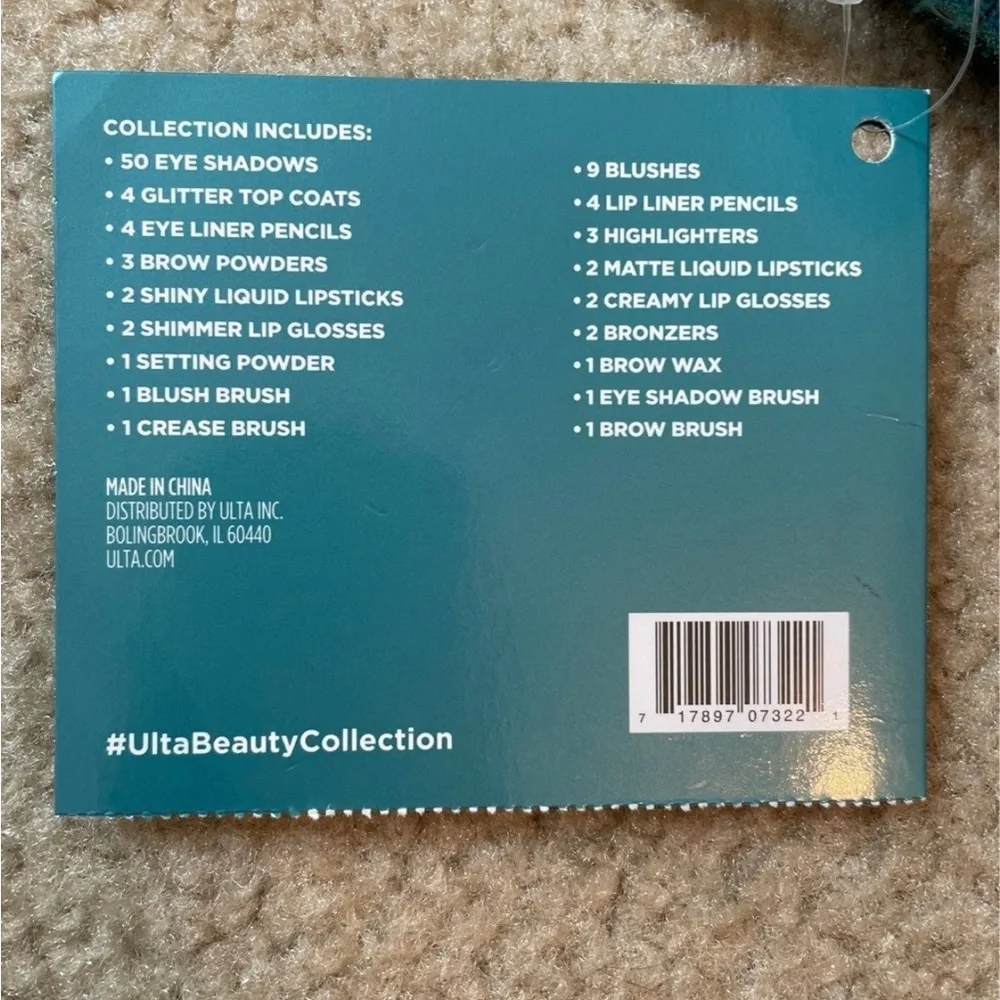 COLLECTION INCLUDES:
• 50 EYE SHADOWS
• 4 GLITTER TOP COATS
• 4 EYE LINER PENCILS
• 3 BROW POWDERS
• 2 SHINY LIQUID LIPSTICKS
• 2 SHIMMER LIP GLOSSES
• 1 SETTING POWDER
• 1 BLUSH BRUSH
• 1 CREASE BRUSH
• 9 BLUSHES
• 4 LIP LINER PENCILS
• 3 HIGHLIGHTERS
• 2 MATTE LIQUID LIPSTICKS
• 2 CREAMY LIP GLOSSES
• 2 BRONZERS
• 1 BROW WAX
• 1 EYE SHADOW BRUSH
• 1 BROW BRUSH
MADE IN CHINA
DISTRIBUTED BY ULTA INC.
BOLINGBROOK, IL 60440
ULTA.COM
#UltaBeautyCollection
7 17897 07322 1